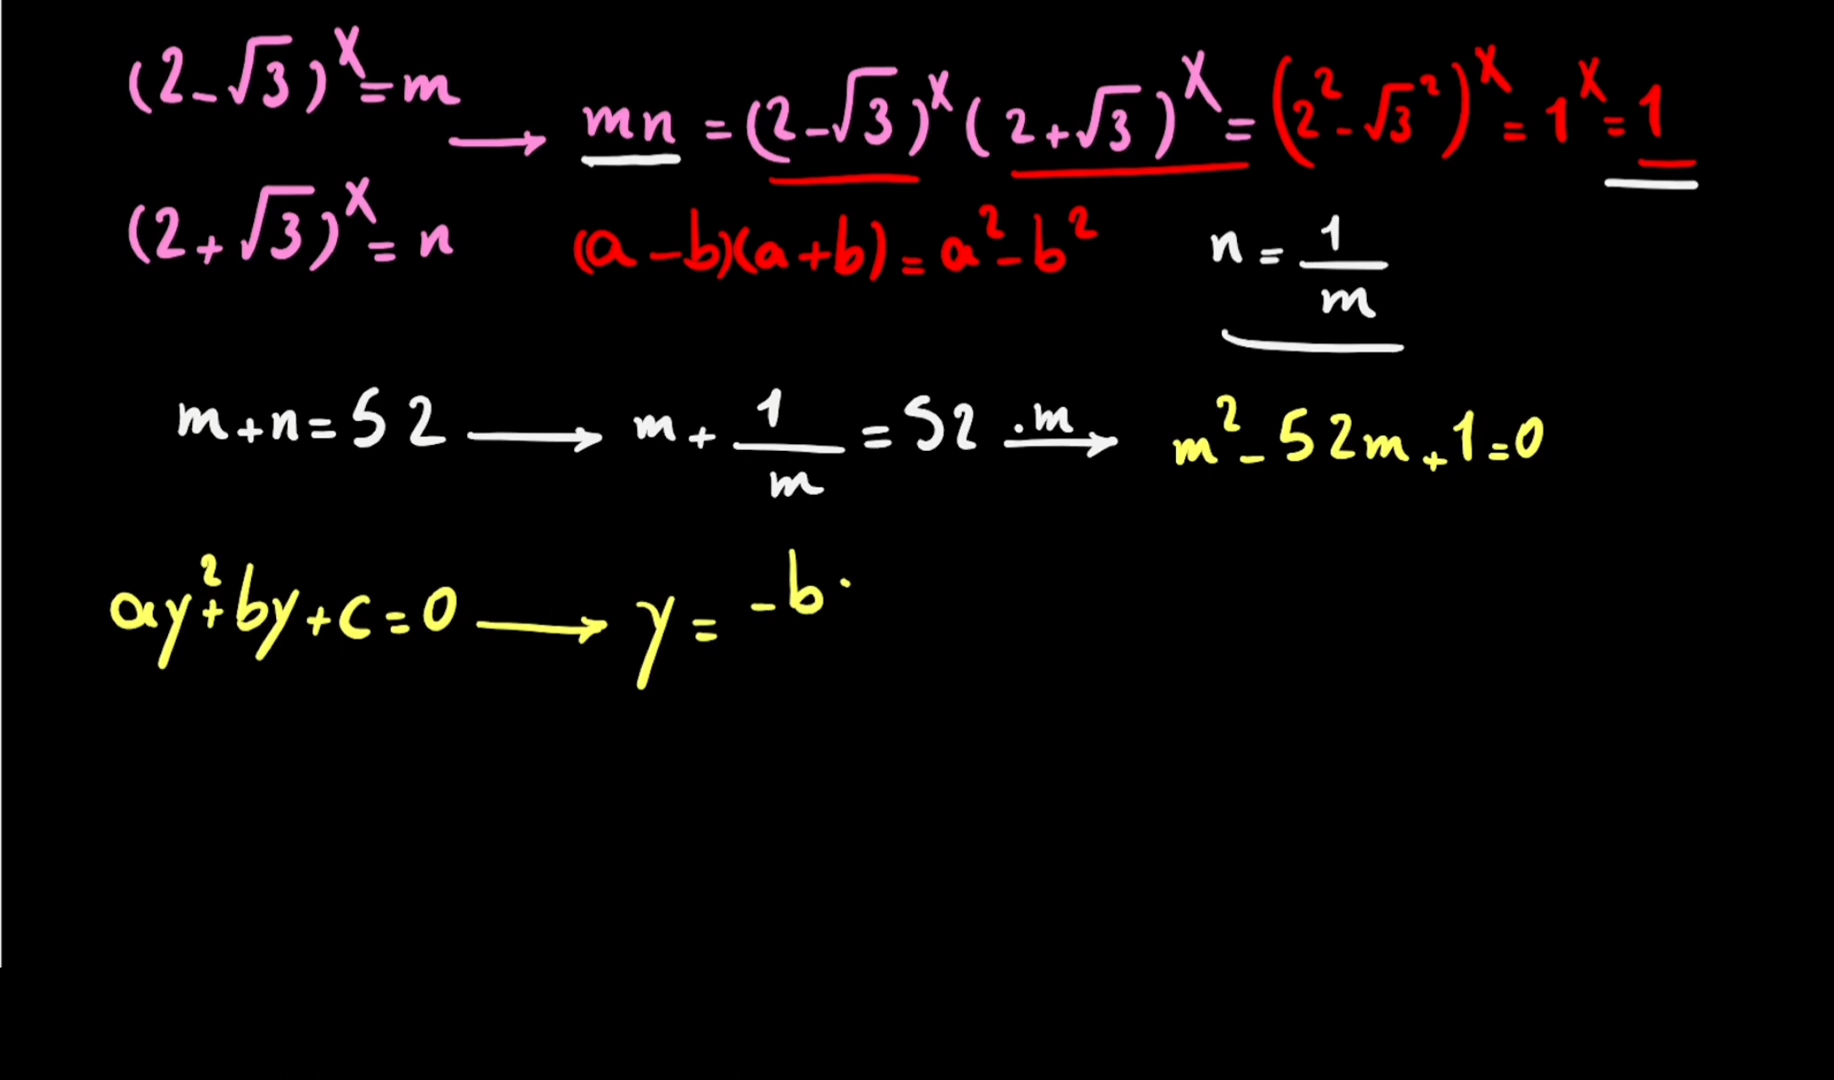 (2-√3)^x=m → mn=(2-√3)^x(2+√3)^x=(2²-√3²)^x=1^x=1
(2+√3)^x=n (a-b)(a+b)=a²-b² n=1/m
m+n=52 → m+1/m=52 .m → m²-52m+1=0
ay²+by+c=0 → y=-b